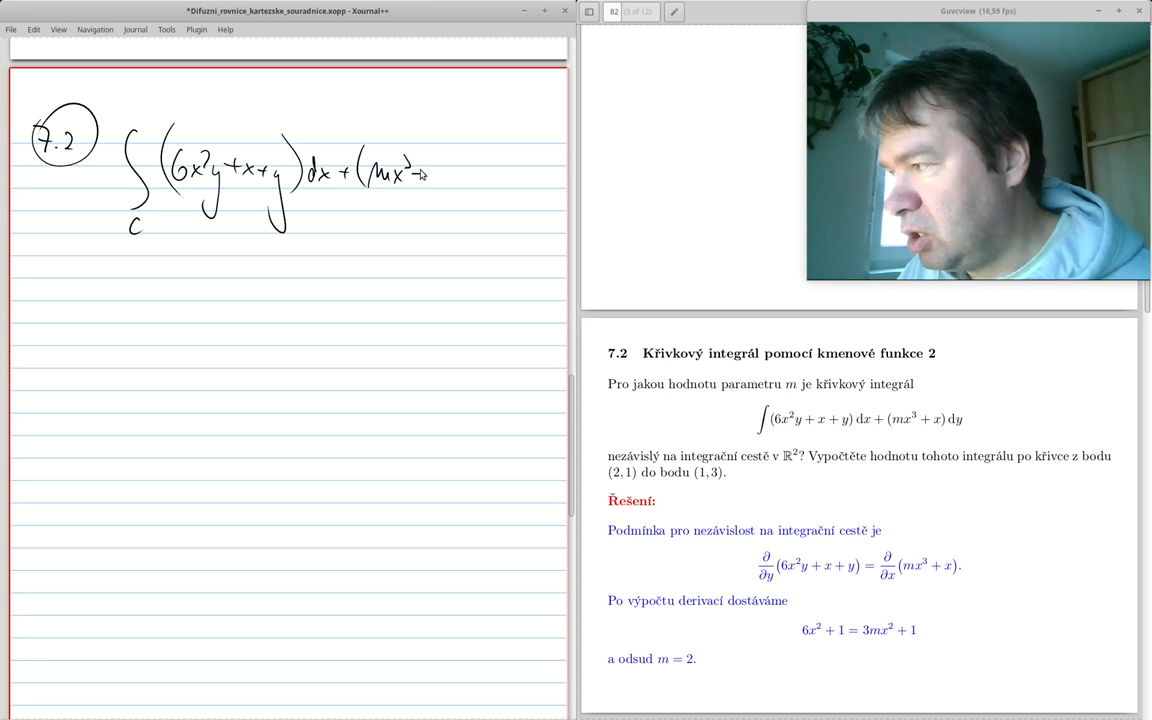 *Difuzni_rovnice_kartezske_souradnice.xopp - Xournal++
File Edit View Navigation Journal Tools Plugin Help
7.2 ∫_C (6x²y+x+y) dx + (mx³+
82 (5 of 12)
Guvcview (16,59 fps)
7.2 Křivkový integrál pomocí kmenové funkce 2
Pro jakou hodnotu parametru m je křivkový integrál
∫(6x²y + x + y) dx + (mx³ + x) dy
nezávislý na integrační cestě v ℝ²? Vypočtěte hodnotu tohoto integrálu po křivce z bodu
(2, 1) do bodu (1, 3).
Řešení:
Podmínka pro nezávislost na integrační cestě je
∂/∂y (6x²y + x + y) = ∂/∂x (mx³ + x).
Po výpočtu derivací dostáváme
6x² + 1 = 3mx² + 1
a odsud m = 2.